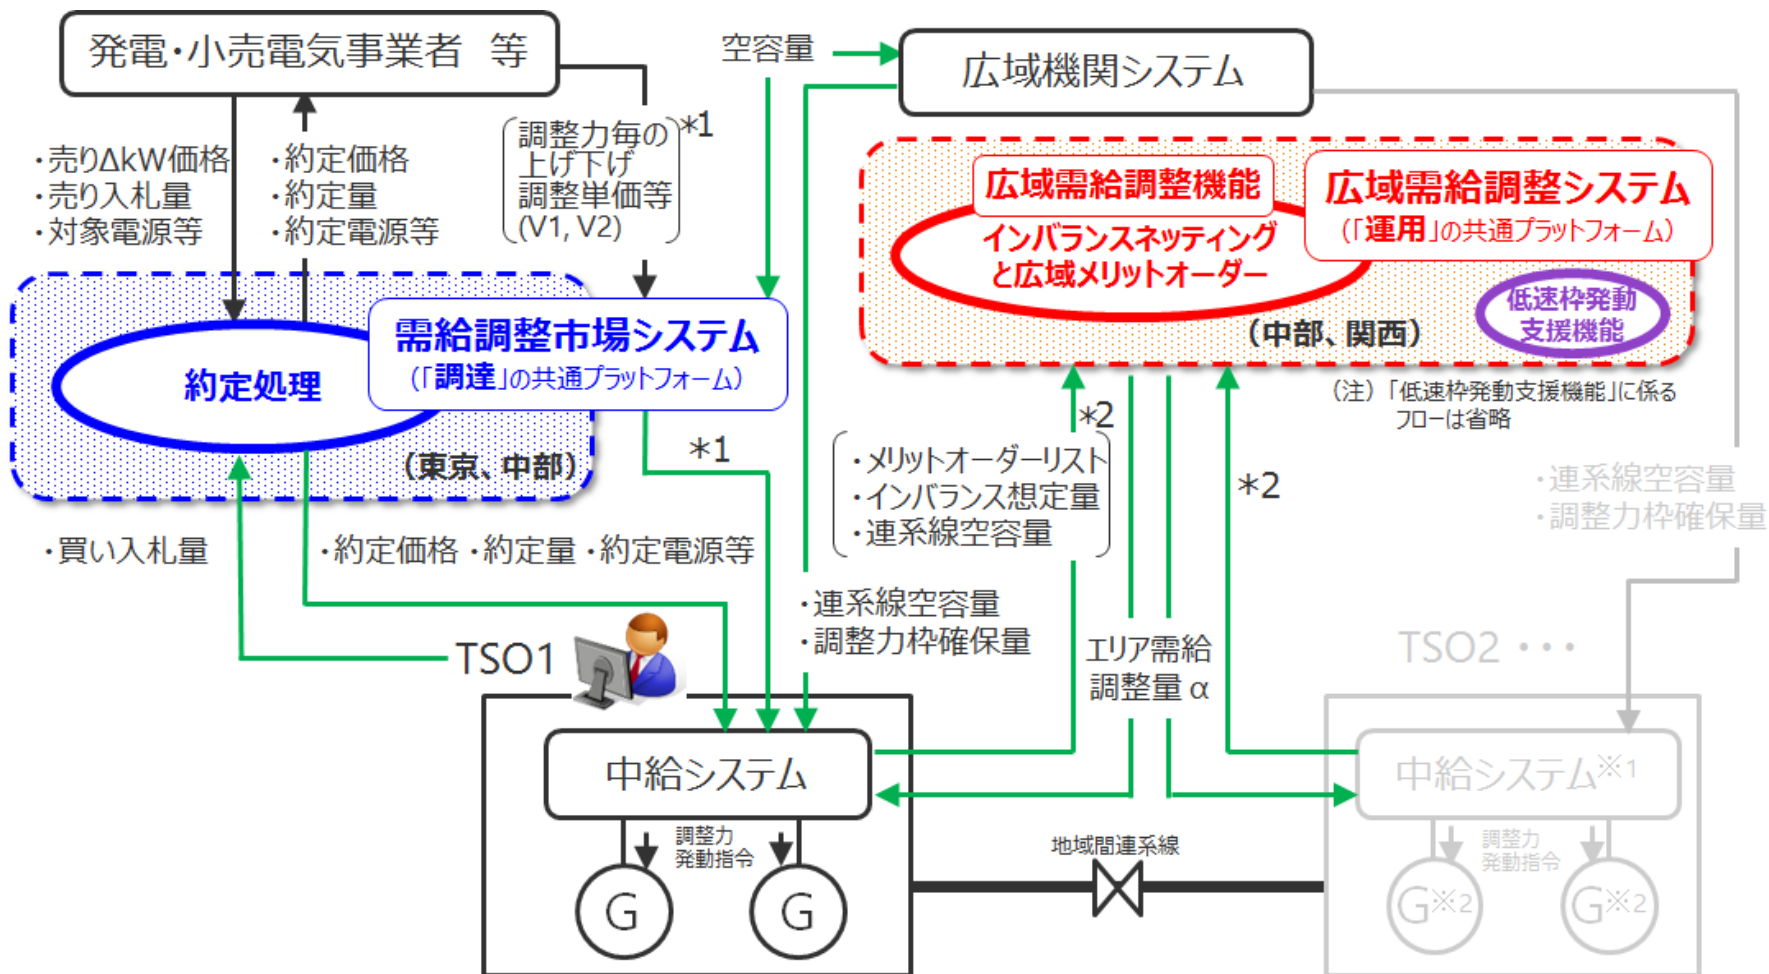 発電・小売電気事業者　等
空容量
広域機関システム
・売りΔkW価格
・売り入札量
・対象電源等
・約定価格
・約定量
・約定電源等
調整力毎の
上げ下げ
調整単価等
(V1, V2)
*1
広域需給調整機能
インバランスネッティング
と広域メリットオーダー
広域需給調整システム
(「運用」の共通プラットフォーム)
低速枠発動
支援機能
(中部、関西)
(注)「低速枠発動支援機能」に係る
フローは省略
約定処理
需給調整市場システム
(「調達」の共通プラットフォーム)
(東京、中部)
*1
*2
・メリットオーダーリスト
・インバランス想定量
・連系線空容量
*2
・連系線空容量
・調整力枠確保量
・買い入札量
・約定価格 ・約定量 ・約定電源等
・連系線空容量
・調整力枠確保量
エリア需給
調整量 α
TSO1
TSO2 ・・・
中給システム
調整力
発動指令
G
G
地域間連系線
中給システム※1
調整力
発動指令
G※2
G※2